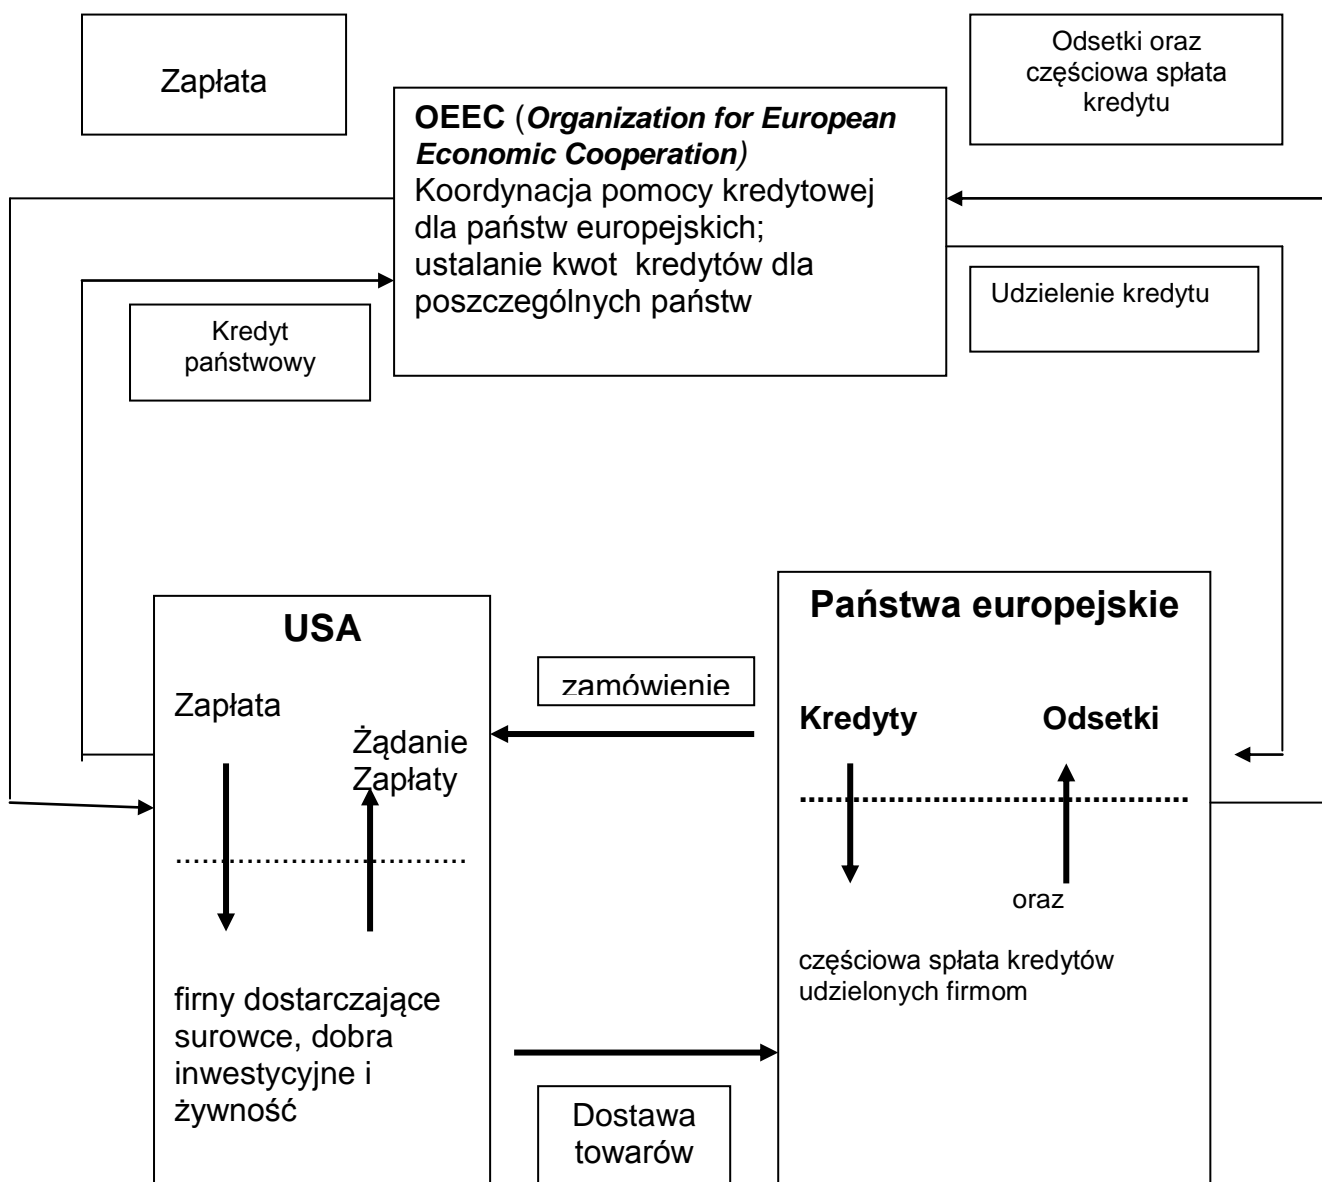 Zapłata
Odsetki oraz
częściowa spłata
kredytu
OEEC (Organization for European
Economic Cooperation)
Koordynacja pomocy kredytowej
dla państw europejskich;
ustalanie kwot kredytów dla
poszczególnych państw
Kredyt
państwowy
Udzielenie kredytu
USA
Zapłata
Żądanie
Zapłaty
firny dostarczające
surowce, dobra
inwestycyjne i
żywność
zamówienie
Dostawa
towarów
Państwa europejskie
Kredyty Odsetki
oraz
częściowa spłata kredytów
udzielonych firmom